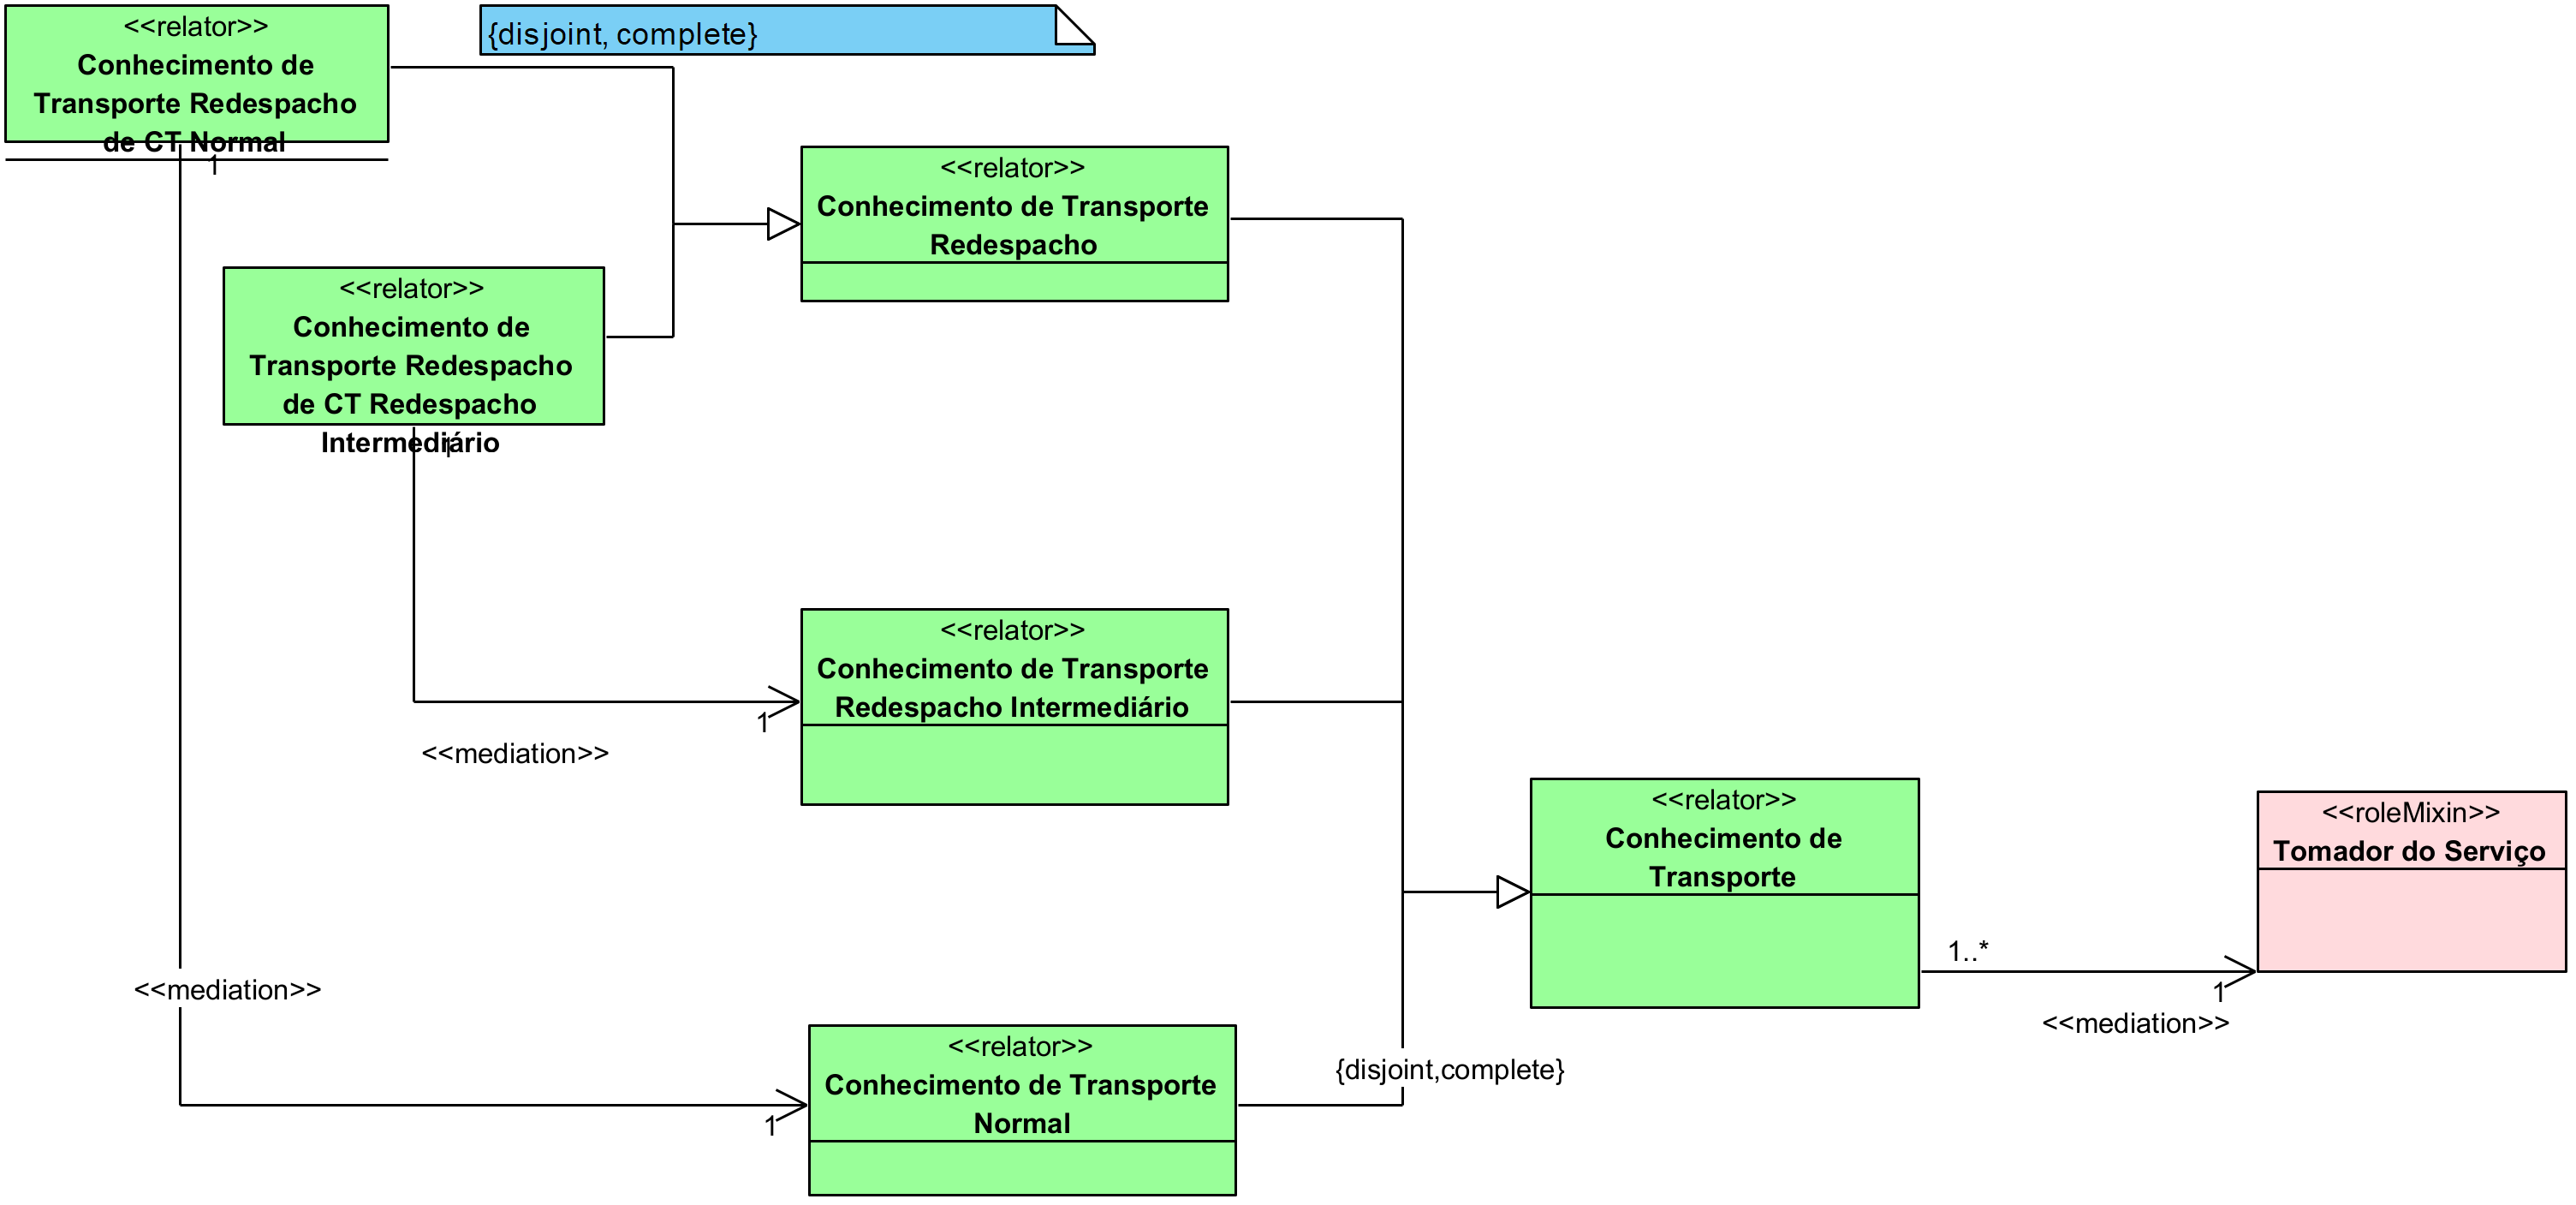 <<relator>>
Conhecimento de
Transporte Redespacho
de CT Normal
1
{disjoint, complete}
<<relator>>
Conhecimento de Transporte
Redespacho
<<relator>>
Conhecimento de
Transporte Redespacho
de CT Redespacho
Intermediário
1
<<relator>>
Conhecimento de Transporte
Redespacho Intermediário
1
<<mediation>>
<<relator>>
Conhecimento de
Transporte
<<roleMixin>>
Tomador do Serviço
1..*
1
<<mediation>>
<<mediation>>
<<relator>>
Conhecimento de Transporte
Normal
1
{disjoint,complete}